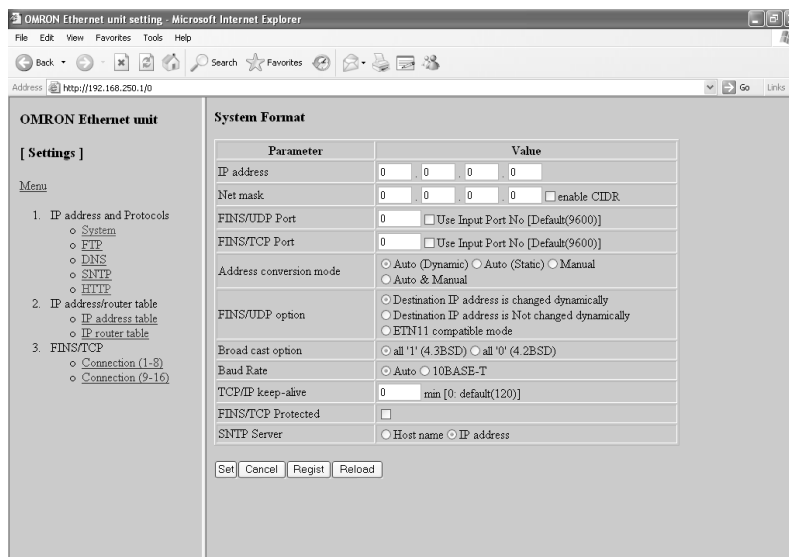 OMRON Ethernet unit setting - Microsoft Internet Explorer
File Edit View Favorites Tools Help
Back Search Favorites
Address http://192.168.250.1/0 Go Links
OMRON Ethernet unit
[ Settings ]
Menu
1. IP address and Protocols
o System
o FTP
o DNS
o SNTP
o HTTP
2. IP address/router table
o IP address table
o IP router table
3. FINS/TCP
o Connection (1-8)
o Connection (9-16)
System Format
Parameter Value
IP address 0 . 0 . 0 . 0
Net mask 0 . 0 . 0 . 0 enable CIDR
FINS/UDP Port 0 Use Input Port No [Default(9600)]
FINS/TCP Port 0 Use Input Port No [Default(9600)]
Address conversion mode Auto (Dynamic) Auto (Static) Manual
Auto & Manual
FINS/UDP option Destination IP address is changed dynamically
Destination IP address is Not changed dynamically
ETN11 compatible mode
Broad cast option all '1' (4.3BSD) all '0' (4.2BSD)
Baud Rate Auto 10BASE-T
TCP/IP keep-alive 0 min [0: default(120)]
FINS/TCP Protected
SNTP Server Host name IP address
Set Cancel Regist Reload